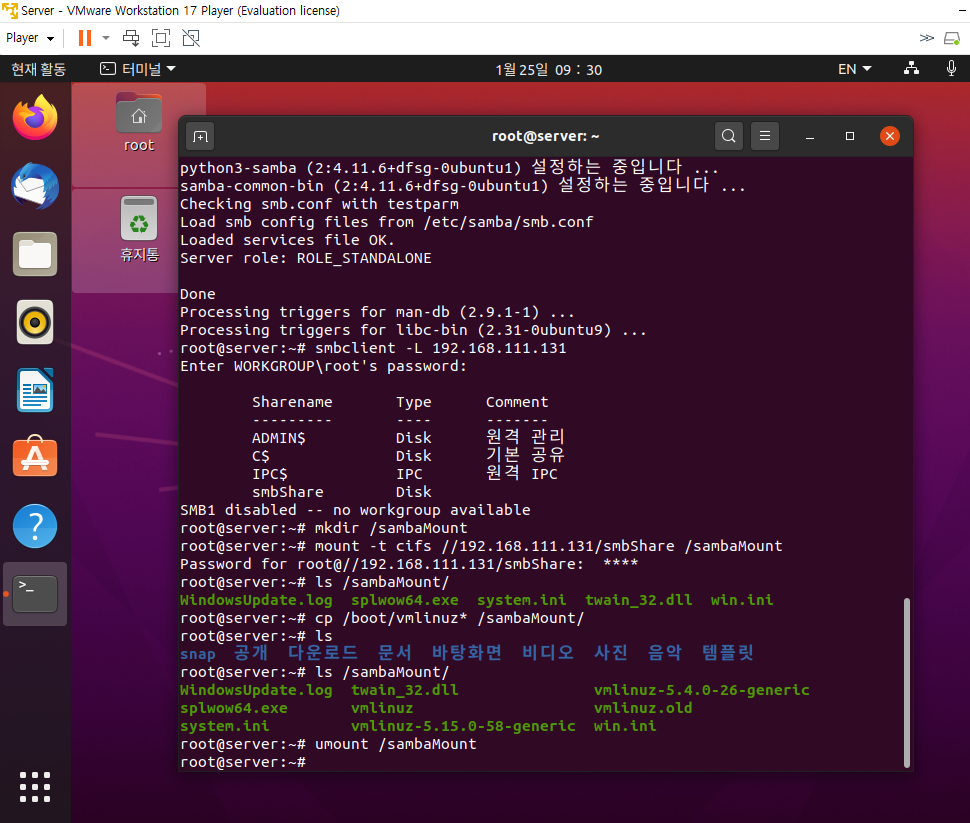 Server - VMware Workstation 17 Player (Evaluation license)
Player
현재 활동 터미널 1월 25일 09 : 30 EN
root
휴지통
root@server: ~
python3-samba (2:4.11.6+dfsg-0ubuntu1) 설정하는 중입니다 ...
samba-common-bin (2:4.11.6+dfsg-0ubuntu1) 설정하는 중입니다 ...
Checking smb.conf with testparm
Load smb config files from /etc/samba/smb.conf
Loaded services file OK.
Server role: ROLE_STANDALONE
Done
Processing triggers for man-db (2.9.1-1) ...
Processing triggers for libc-bin (2.31-0ubuntu9) ...
root@server:~# smbclient -L 192.168.111.131
Enter WORKGROUP\root's password:
Sharename Type Comment
--------- ---- -------
ADMIN$ Disk 원격 관리
C$ Disk 기본 공유
IPC$ IPC 원격 IPC
smbShare Disk
SMB1 disabled -- no workgroup available
root@server:~# mkdir /sambaMount
root@server:~# mount -t cifs //192.168.111.131/smbShare /sambaMount
Password for root@//192.168.111.131/smbShare:  ****
root@server:~# ls /sambaMount/
WindowsUpdate.log splwow64.exe system.ini twain_32.dll win.ini
root@server:~# cp /boot/vmlinuz* /sambaMount/
root@server:~# ls
snap 공개 다운로드 문서 바탕화면 비디오 사진 음악 템플릿
root@server:~# ls /sambaMount/
WindowsUpdate.log twain_32.dll vmlinuz-5.4.0-26-generic
splwow64.exe vmlinuz vmlinuz.old
system.ini vmlinuz-5.15.0-58-generic win.ini
root@server:~# umount /sambaMount
root@server:~#